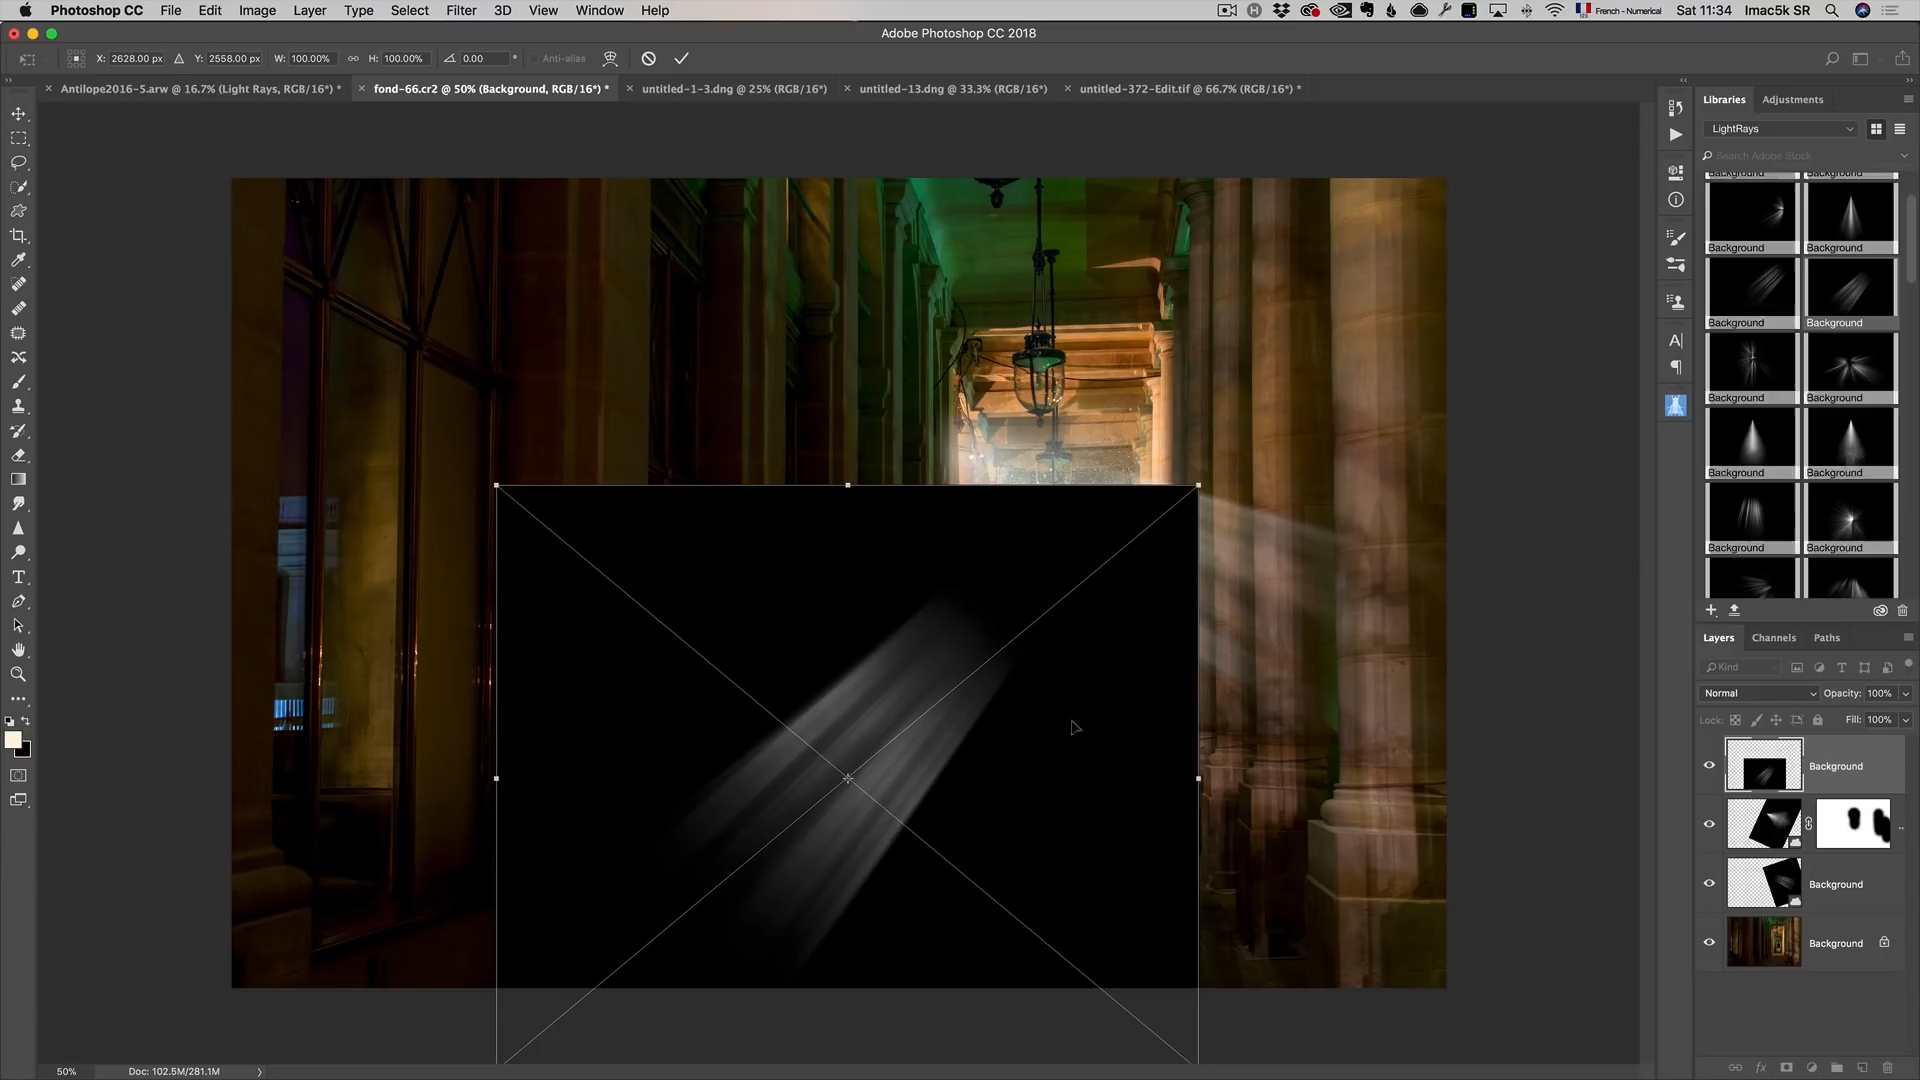 Photoshop CC File Edit Image Layer Type Select Filter 3D View Window Help
French - Numerical Sat 11:34 Imac5k SR
Adobe Photoshop CC 2018
X: 2628.00 px Y: 2558.00 px W: 100.00% H: 100.00% 0.00 ° Anti-alias
Antilope2016-5.arw @ 16.7% (Light Rays, RGB/16*) *
fond-66.cr2 @ 50% (Background, RGB/16*) *
untitled-1-3.dng @ 25% (RGB/16*)
untitled-13.dng @ 33.3% (RGB/16*)
untitled-372-Edit.tif @ 66.7% (RGB/16*) *
Libraries Adjustments
LightRays
Search Adobe Stock
Background Background
Background Background
Background Background
Background Background
Background Background
Background Background
Layers Channels Paths
Kind
Normal Opacity: 100%
Lock: Fill: 100%
Background
Background
Background
50% Doc: 102.5M/281.1M